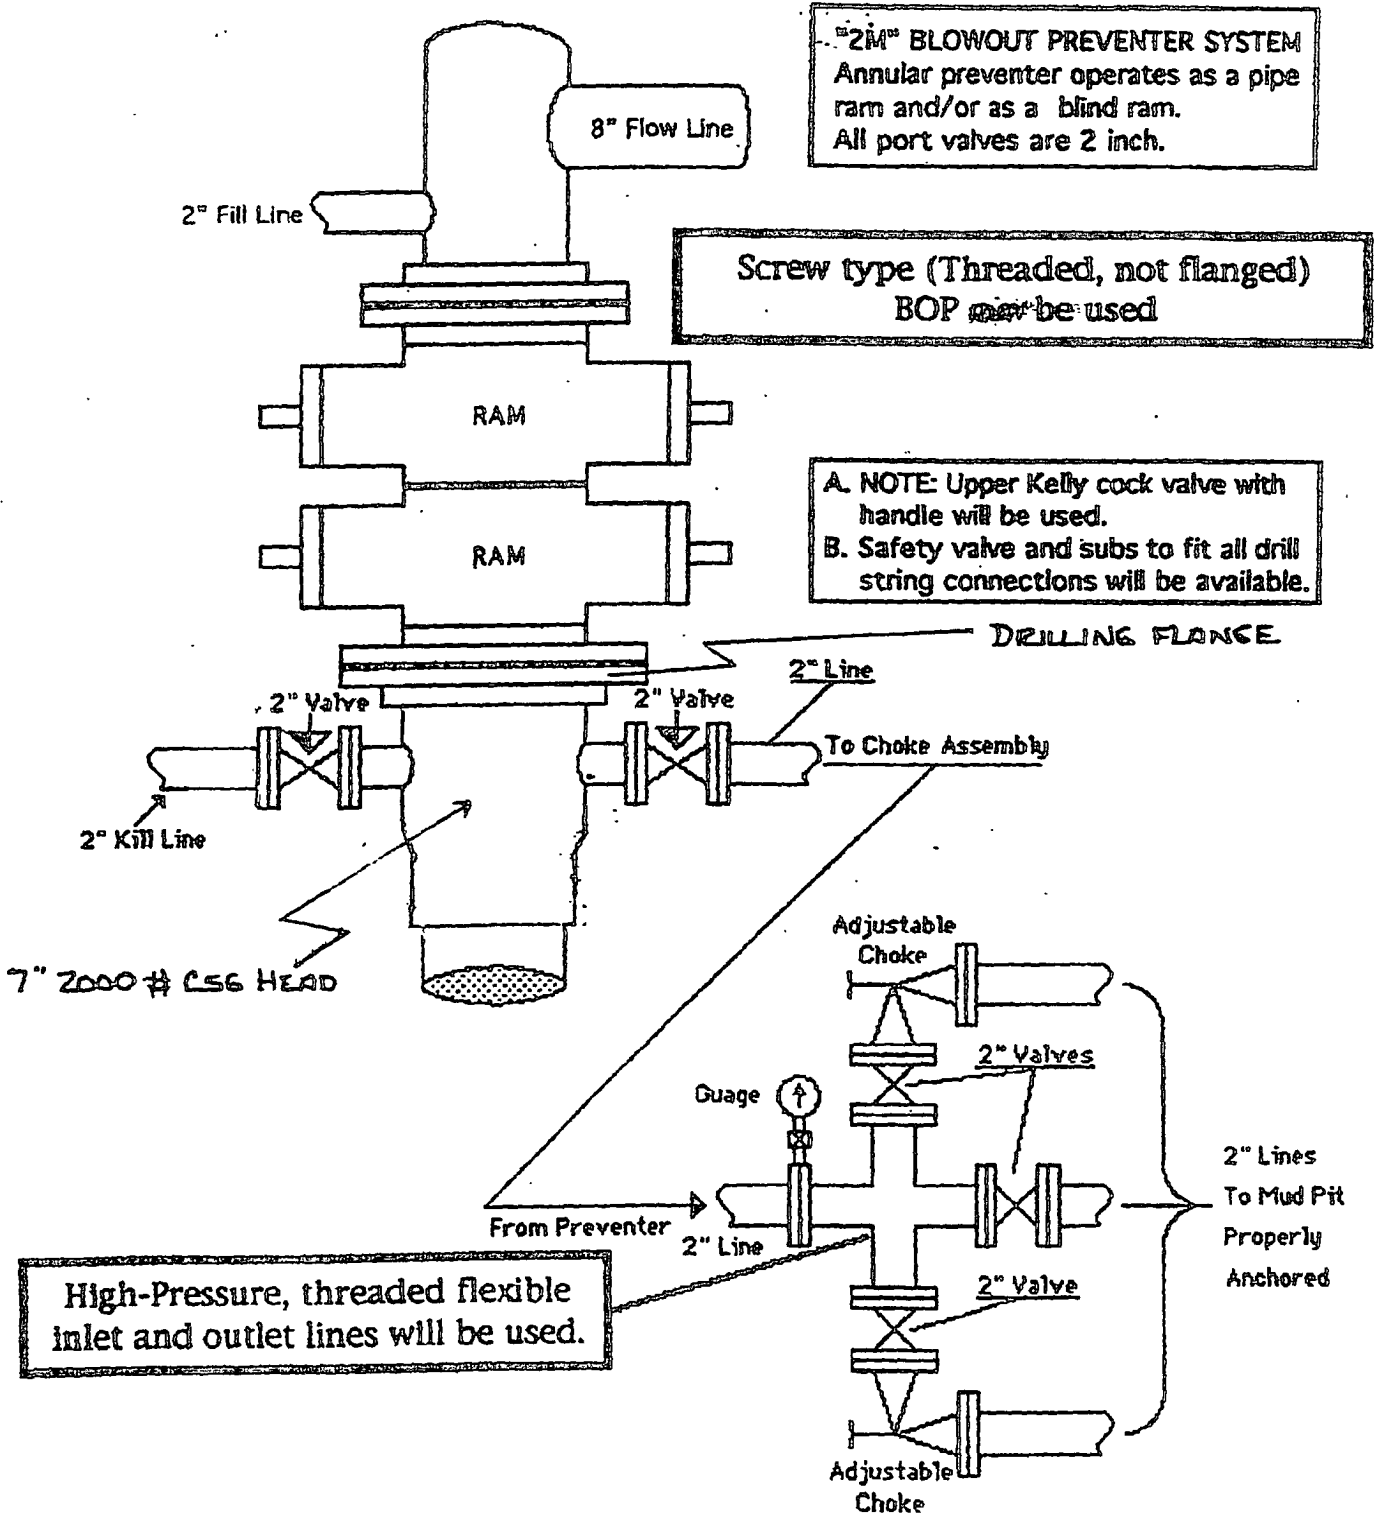 "2M" BLOWOUT PREVENTER SYSTEM
Annular preventer operates as a pipe
ram and/or as a blind ram.
All port valves are 2 inch.
8" Flow Line
2" Fill Line
Screw type (Threaded, not flanged)
BOP be used
RAM
RAM
A. NOTE: Upper Kelly cock valve with
handle will be used.
B. Safety valve and subs to fit all drill
string connections will be available.
DRILLING FLANGE
2" Line
2" Valve
2" Valve
To Choke Assembly
2" Kill Line
7" 2000 # CSG HEAD
Adjustable
Choke
2" Valves
Guage
2" Lines
To Mud Pit
Properly
Anchored
From Preventer
2" Line
2" Valve
High-Pressure, threaded flexible
inlet and outlet lines will be used.
Adjustable
Choke